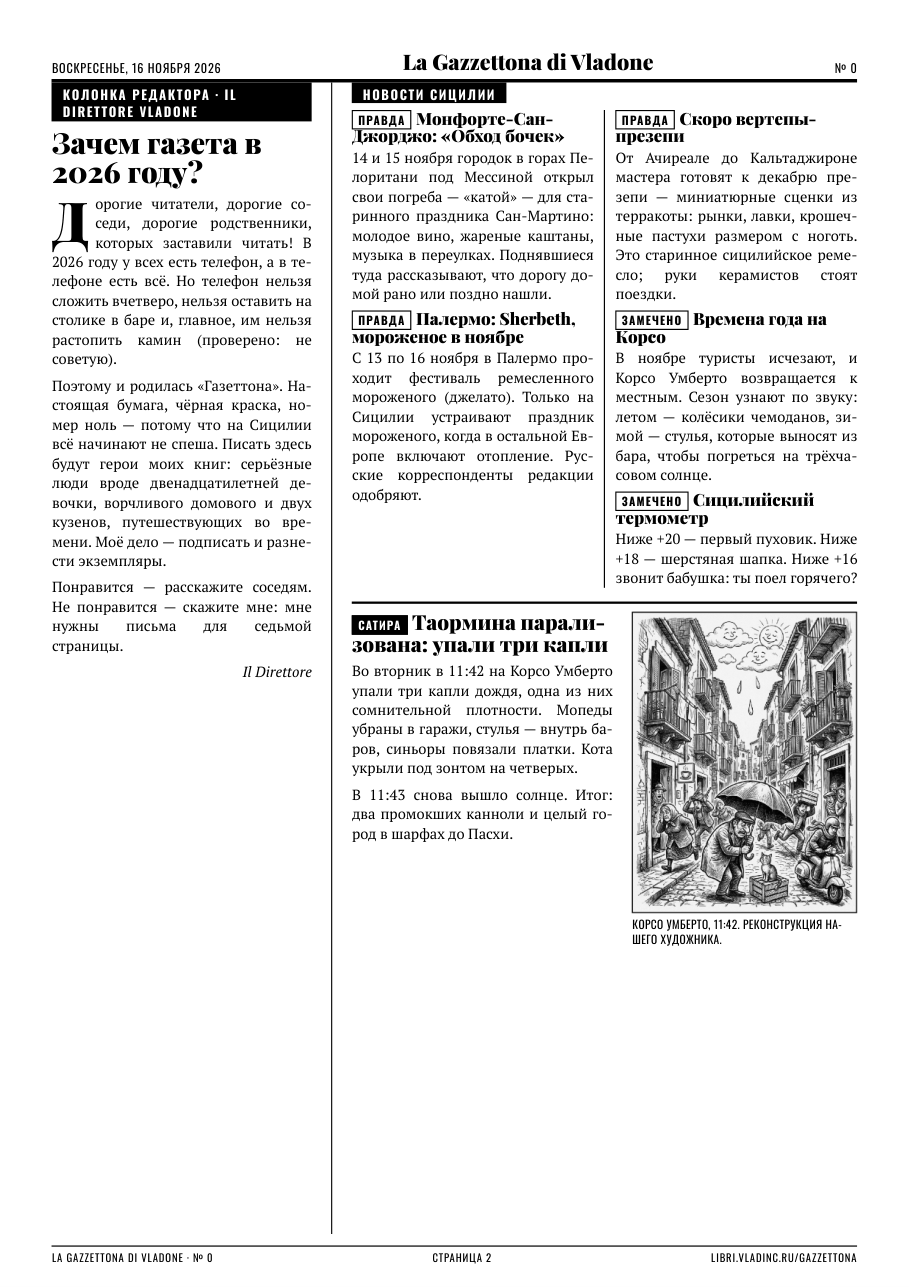 ВОСКРЕСЕНЬЕ, 16 НОЯБРЯ 2026
La Gazzettona di Vladone
№ 0
КОЛОНКА РЕДАКТОРА · IL
DIRETTORE VLADONE
Зачем газета в
2026 году?
Дорогие читатели, дорогие со-
седи, дорогие родственники,
которых заставили читать! В
2026 году у всех есть телефон, а в те-
лефоне есть всё. Но телефон нельзя
сложить вчетверо, нельзя оставить на
столике в баре и, главное, им нельзя
растопить камин (проверено: не
советую).
Поэтому и родилась «Газеттона». На-
стоящая бумага, чёрная краска, но-
мер ноль — потому что на Сицилии
всё начинают не спеша. Писать здесь
будут герои моих книг: серьёзные
люди вроде двенадцатилетней де-
вочки, ворчливого домового и двух
кузенов, путешествующих во вре-
мени. Моё дело — подписать и разне-
сти экземпляры.
Понравится — расскажите соседям.
Не понравится — скажите мне: мне
нужны письма для седьмой
страницы.
Il Direttore
НОВОСТИ СИЦИЛИИ
ПРАВДА Монфорте-Сан-
Джорджо: «Обход бочек»
14 и 15 ноября городок в горах Пе-
лоритани под Мессиной открыл
свои погреба — «катой» — для ста-
ринного праздника Сан-Мартино:
молодое вино, жареные каштаны,
музыка в переулках. Поднявшиеся
туда рассказывают, что дорогу до-
мой рано или поздно нашли.
ПРАВДА Палермо: Sherbeth,
мороженое в ноябре
С 13 по 16 ноября в Палермо про-
ходит фестиваль ремесленного
мороженого (джелато). Только на
Сицилии устраивают праздник
мороженого, когда в остальной Ев-
ропе включают отопление. Рус-
ские корреспонденты редакции
одобряют.
ПРАВДА Скоро вертепы-
презепи
От Ачиреале до Кальтаджироне
мастера готовят к декабрю пре-
зепи — миниатюрные сценки из
терракоты: рынки, лавки, крошеч-
ные пастухи размером с ноготь.
Это старинное сицилийское реме-
сло; руки керамистов стоят
поездки.
ЗАМЕЧЕНО Времена года на
Корсо
В ноябре туристы исчезают, и
Корсо Умберто возвращается к
местным. Сезон узнают по звуку:
летом — колёсики чемоданов, зи-
мой — стулья, которые выносят из
бара, чтобы погреться на трёхча-
совом солнце.
ЗАМЕЧЕНО Сицилийский
термометр
Ниже +20 — первый пуховик. Ниже
+18 — шерстяная шапка. Ниже +16
звонит бабушка: ты поел горячего?
САТИРА Таормина парали-
зована: упали три капли
Во вторник в 11:42 на Корсо Умберто
упали три капли дождя, одна из них
сомнительной плотности. Мопеды
убраны в гаражи, стулья — внутрь ба-
ров, синьоры повязали платки. Кота
укрыли под зонтом на четверых.
В 11:43 снова вышло солнце. Итог:
два промокших канноли и целый го-
род в шарфах до Пасхи.
КОРСО УМБЕРТО, 11:42. РЕКОНСТРУКЦИЯ НА-
ШЕГО ХУДОЖНИКА.
LA GAZZETTONA DI VLADONE · № 0
СТРАНИЦА 2
LIBRI.VLADINC.RU/GAZZETTONA